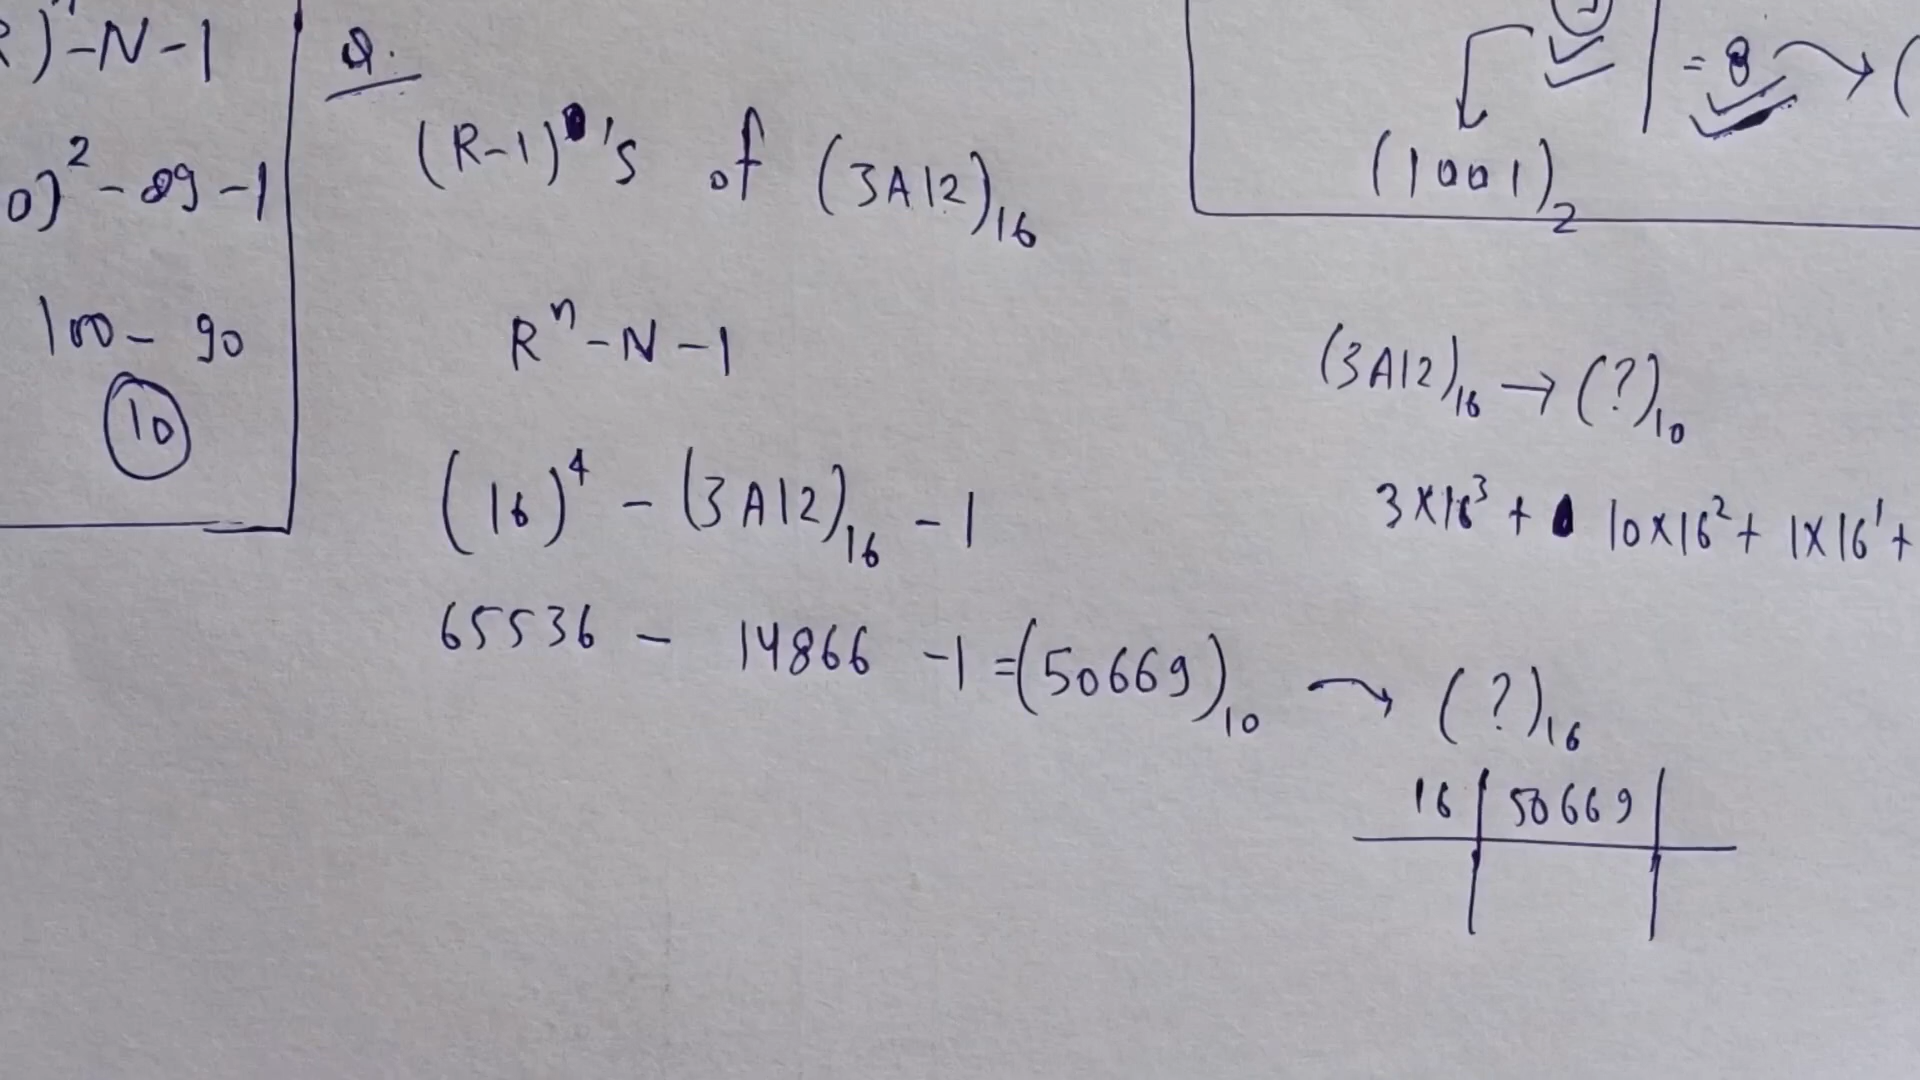 )ⁿ-N-1
0)² - 89 - 1
100 - 90
10
Q.
(R-1)'s of (3A12)₁₆
Rⁿ - N - 1
(16)⁴ - (3A12)₁₆ - 1
65536 - 14866 - 1 = (50669)₁₀ → (?)₁₆
= 8 → (
(1001)₂
(3A12)₁₆ → (?)₁₀
3×16³ + 10×16² + 1×16¹ +
16 | 50669